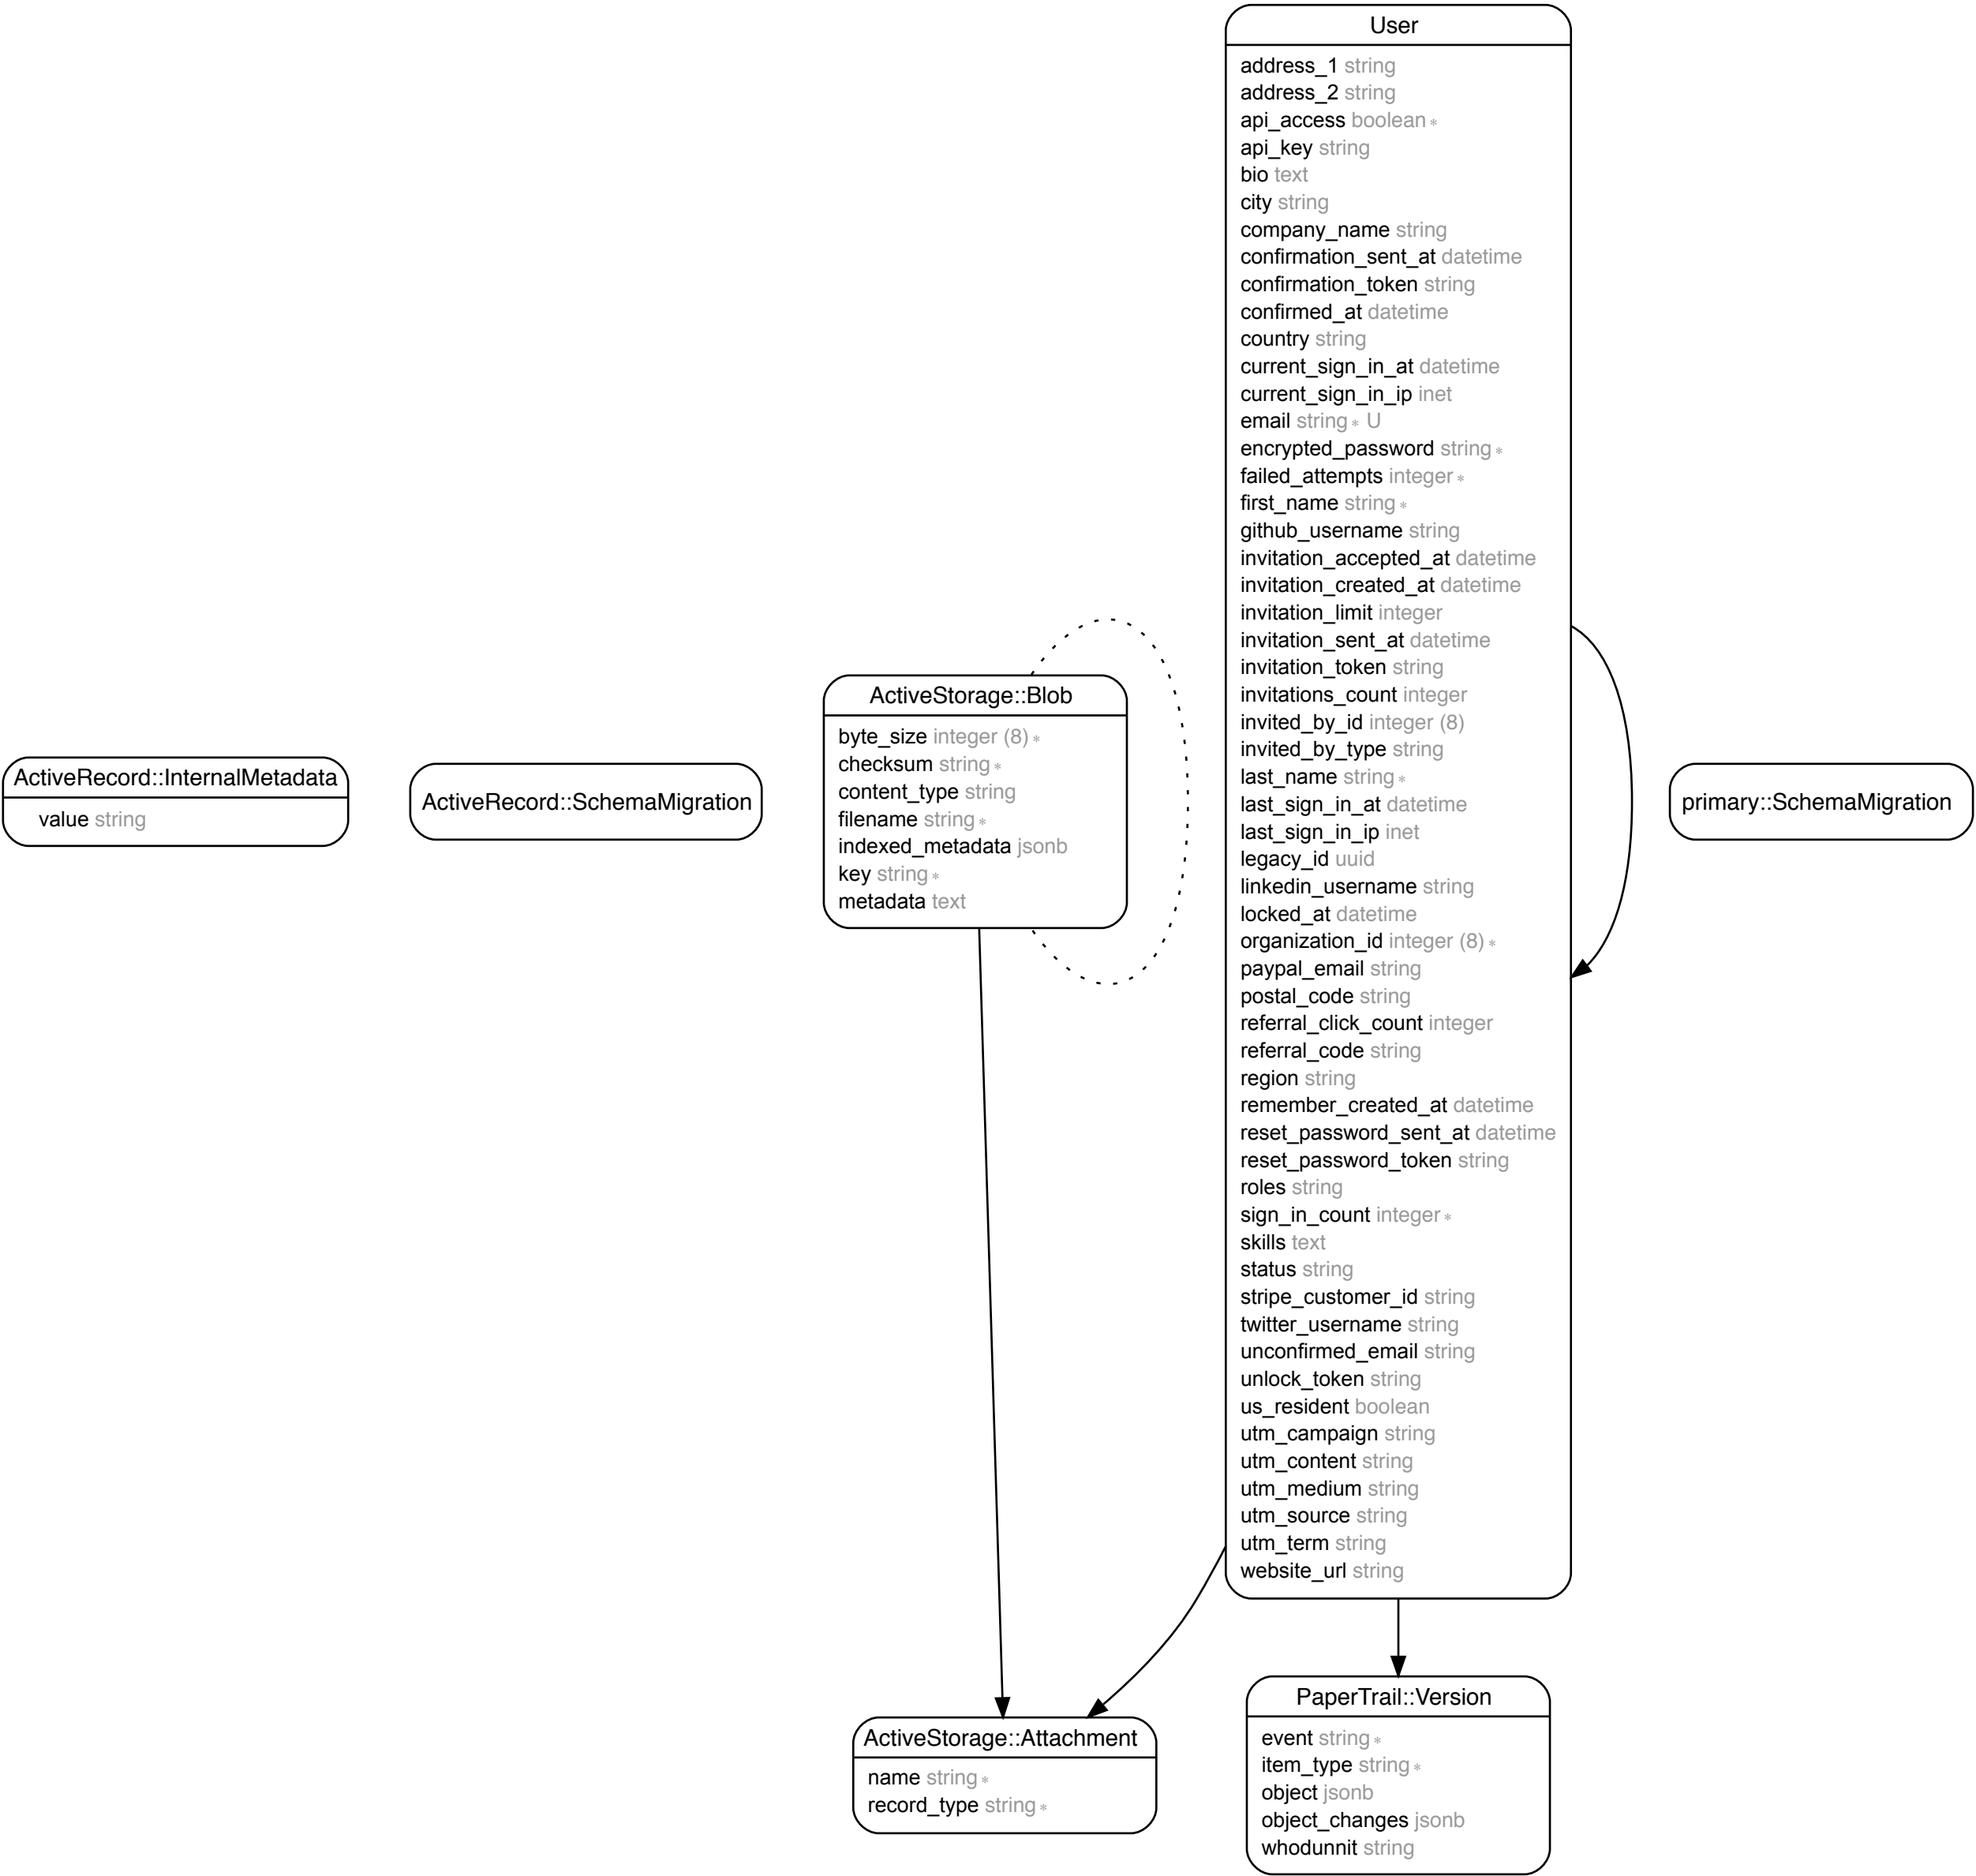 User
address_1 string
address_2 string
api_access boolean *
api_key string
bio text
city string
company_name string
confirmation_sent_at datetime
confirmation_token string
confirmed_at datetime
country string
current_sign_in_at datetime
current_sign_in_ip inet
email string * U
encrypted_password string *
failed_attempts integer *
first_name string *
github_username string
invitation_accepted_at datetime
invitation_created_at datetime
invitation_limit integer
invitation_sent_at datetime
invitation_token string
invitations_count integer
invited_by_id integer (8)
invited_by_type string
last_name string *
last_sign_in_at datetime
last_sign_in_ip inet
legacy_id uuid
linkedin_username string
locked_at datetime
organization_id integer (8) *
paypal_email string
postal_code string
referral_click_count integer
referral_code string
region string
remember_created_at datetime
reset_password_sent_at datetime
reset_password_token string
roles string
sign_in_count integer *
skills text
status string
stripe_customer_id string
twitter_username string
unconfirmed_email string
unlock_token string
us_resident boolean
utm_campaign string
utm_content string
utm_medium string
utm_source string
utm_term string
website_url string
ActiveRecord::InternalMetadata
value string
ActiveRecord::SchemaMigration
ActiveStorage::Blob
byte_size integer (8) *
checksum string *
content_type string
filename string *
indexed_metadata jsonb
key string *
metadata text
primary::SchemaMigration
ActiveStorage::Attachment
name string *
record_type string *
PaperTrail::Version
event string *
item_type string *
object jsonb
object_changes jsonb
whodunnit string